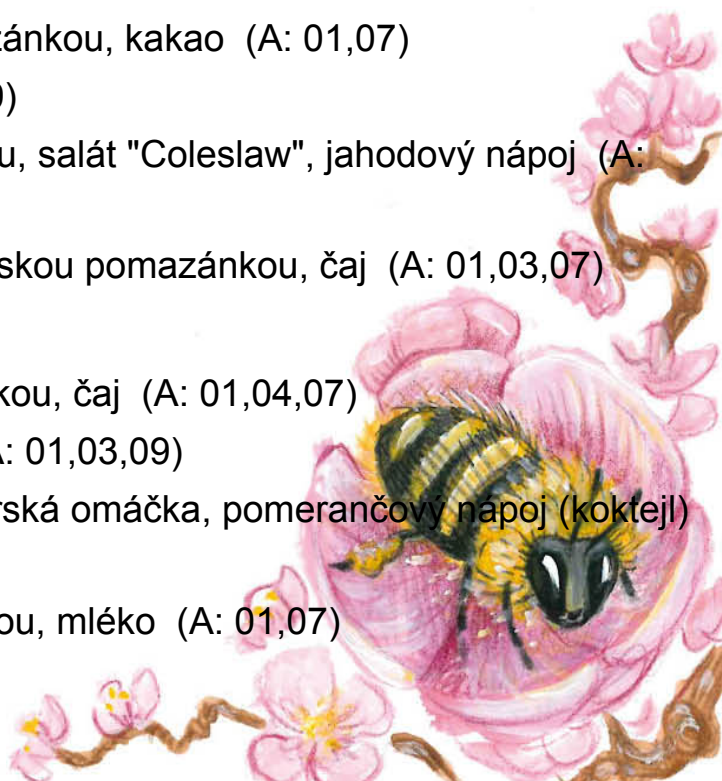 zánkou, kakao (A: 01,07)
9)
u, salát "Coleslaw", jahodový nápoj (A:
skou pomazánkou, čaj (A: 01,03,07)
kou, čaj (A: 01,04,07)
A: 01,03,09)
rská omáčka, pomerančový nápoj (koktejl)
ou, mléko (A: 01,07)